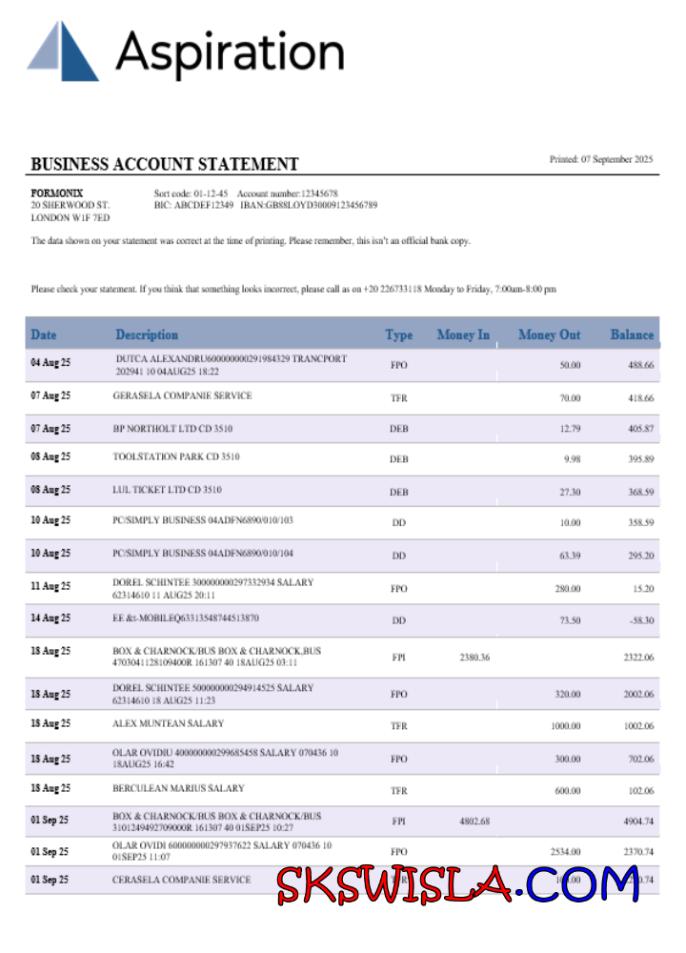 Aspiration
BUSINESS ACCOUNT STATEMENT
Printed: 07 September 2025
FORMONIX
Sort code: 01-12-45 Account number:12345678
20 SHERWOOD ST.
BIC: ABCDEF12349 IBAN:GB88LOYD30009123456789
LONDON W1F 7ED
The data shown on your statement was correct at the time of printing. Please remember, this isn't an official bank copy.
Please check your statement. If you think that something looks incorrect, please call as on +20 226733118 Monday to Friday, 7:00am-8:00 pm
Date Description Type Money In Money Out Balance
04 Aug 25 DUTCA ALEXANDRU600000000291984329 TRANCPORT
202941 10 04AUG25 18:22 FPO 50.00 488.66
07 Aug 25 GERASELA COMPANIE SERVICE TFR 70.00 418.66
07 Aug 25 BP NORTHOLT LTD CD 3510 DEB 12.79 405.87
08 Aug 25 TOOLSTATION PARK CD 3510 DEB 9.98 395.89
08 Aug 25 LUL TICKET LTD CD 3510 DEB 27.30 368.59
10 Aug 25 PC/SIMPLY BUSINESS 04ADFN6890/010/103 DD 10.00 358.59
10 Aug 25 PC/SIMPLY BUSINESS 04ADFN6890/010/104 DD 63.39 295.20
11 Aug 25 DOREL SCHINTEE 300000000297332934 SALARY
62314610 11 AUG25 20:11 FPO 280.00 15.20
14 Aug 25 EE &t-MOBILEQ63313548744513870 DD 73.50 -58.30
18 Aug 25 BOX & CHARNOCK/BUS BOX & CHARNOCK,BUS
4703041128109400R 161307 40 18AUG25 03:11 FPI 2380.36 2322.06
18 Aug 25 DOREL SCHINTEE 500000000294914525 SALARY
62314610 18 AUG25 11:23 FPO 320.00 2002.06
18 Aug 25 ALEX MUNTEAN SALARY TFR 1000.00 1002.06
18 Aug 25 OLAR OVIDIU 400000000299685458 SALARY 070436 10
18AUG25 16:42 FPO 300.00 702.06
18 Aug 25 BERCULEAN MARIUS SALARY TFR 600.00 102.06
01 Sep 25 BOX & CHARNOCK/BUS BOX & CHARNOCK/BUS
3101249492709000R 161307 40 01SEP25 10:27 FPI 4802.68 4904.74
01 Sep 25 OLAR OVIDI 600000000297937622 SALARY 070436 10
01SEP25 11:07 FPO 2534.00 2370.74
01 Sep 25 CERASELA COMPANIE SERVICE
SKSWISLA.COM